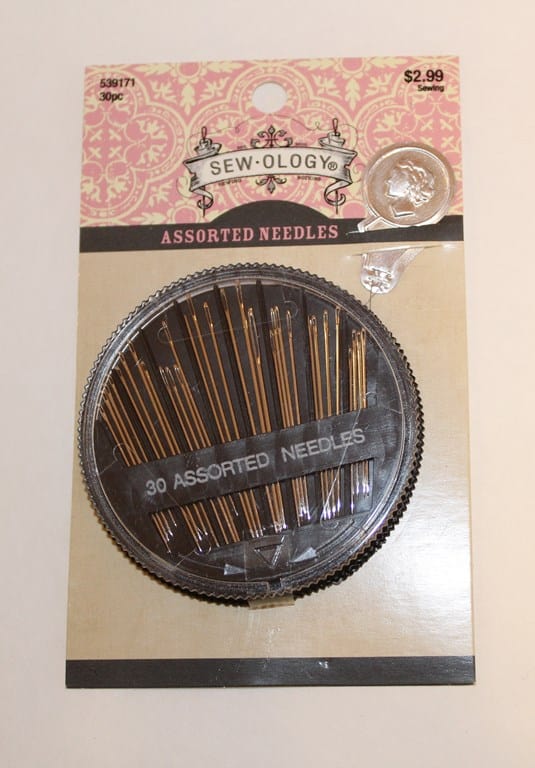 539171
30pc
$2.99
Sewing
SEW·OLOGY®
ASSORTED NEEDLES
30 ASSORTED NEEDLES